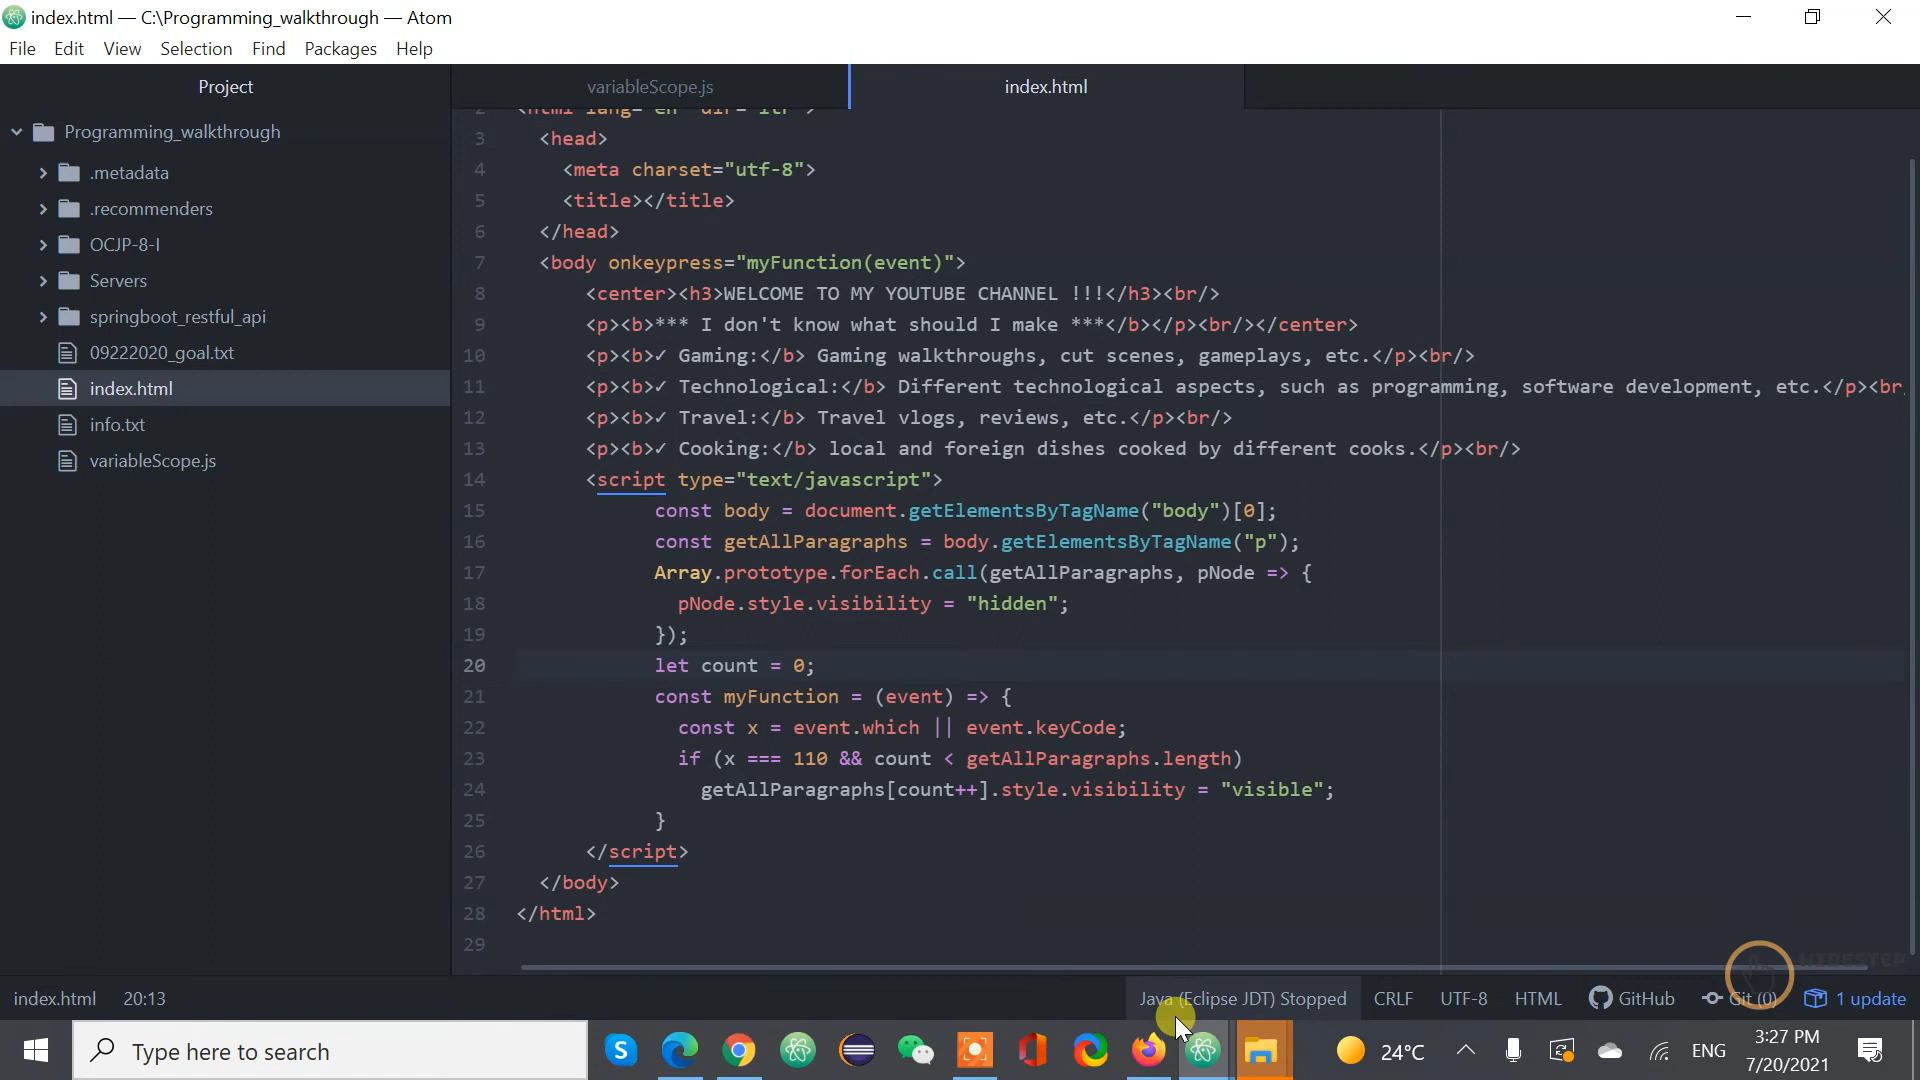 index.html — C:\Programming_walkthrough — Atom
File Edit View Selection Find Packages Help
Project
variableScope.js
index.html
Programming_walkthrough
.metadata
.recommenders
OCJP-8-I
Servers
springboot_restful_api
09222020_goal.txt
index.html
info.txt
variableScope.js
2 <html lang="en" dir="ltr">
3 <head>
4 <meta charset="utf-8">
5 <title></title>
6 </head>
7 <body onkeypress="myFunction(event)">
8 <center><h3>WELCOME TO MY YOUTUBE CHANNEL !!!</h3><br/>
9 <p><b>*** I don't know what should I make ***</b></p><br/></center>
10 <p><b>✓ Gaming:</b> Gaming walkthroughs, cut scenes, gameplays, etc.</p><br/>
11 <p><b>✓ Technological:</b> Different technological aspects, such as programming, software development, etc.</p><br
12 <p><b>✓ Travel:</b> Travel vlogs, reviews, etc.</p><br/>
13 <p><b>✓ Cooking:</b> local and foreign dishes cooked by different cooks.</p><br/>
14 <script type="text/javascript">
15 const body = document.getElementsByTagName("body")[0];
16 const getAllParagraphs = body.getElementsByTagName("p");
17 Array.prototype.forEach.call(getAllParagraphs, pNode => {
18 pNode.style.visibility = "hidden";
19 });
20 let count = 0;
21 const myFunction = (event) => {
22 const x = event.which || event.keyCode;
23 if (x === 110 && count < getAllParagraphs.length)
24 getAllParagraphs[count++].style.visibility = "visible";
25 }
26 </script>
27 </body>
28 </html>
29
index.html 20:13
Java (Eclipse JDT) Stopped CRLF UTF-8 HTML GitHub Git (0) 1 update
Type here to search
24°C
ENG
3:27 PM
7/20/2021